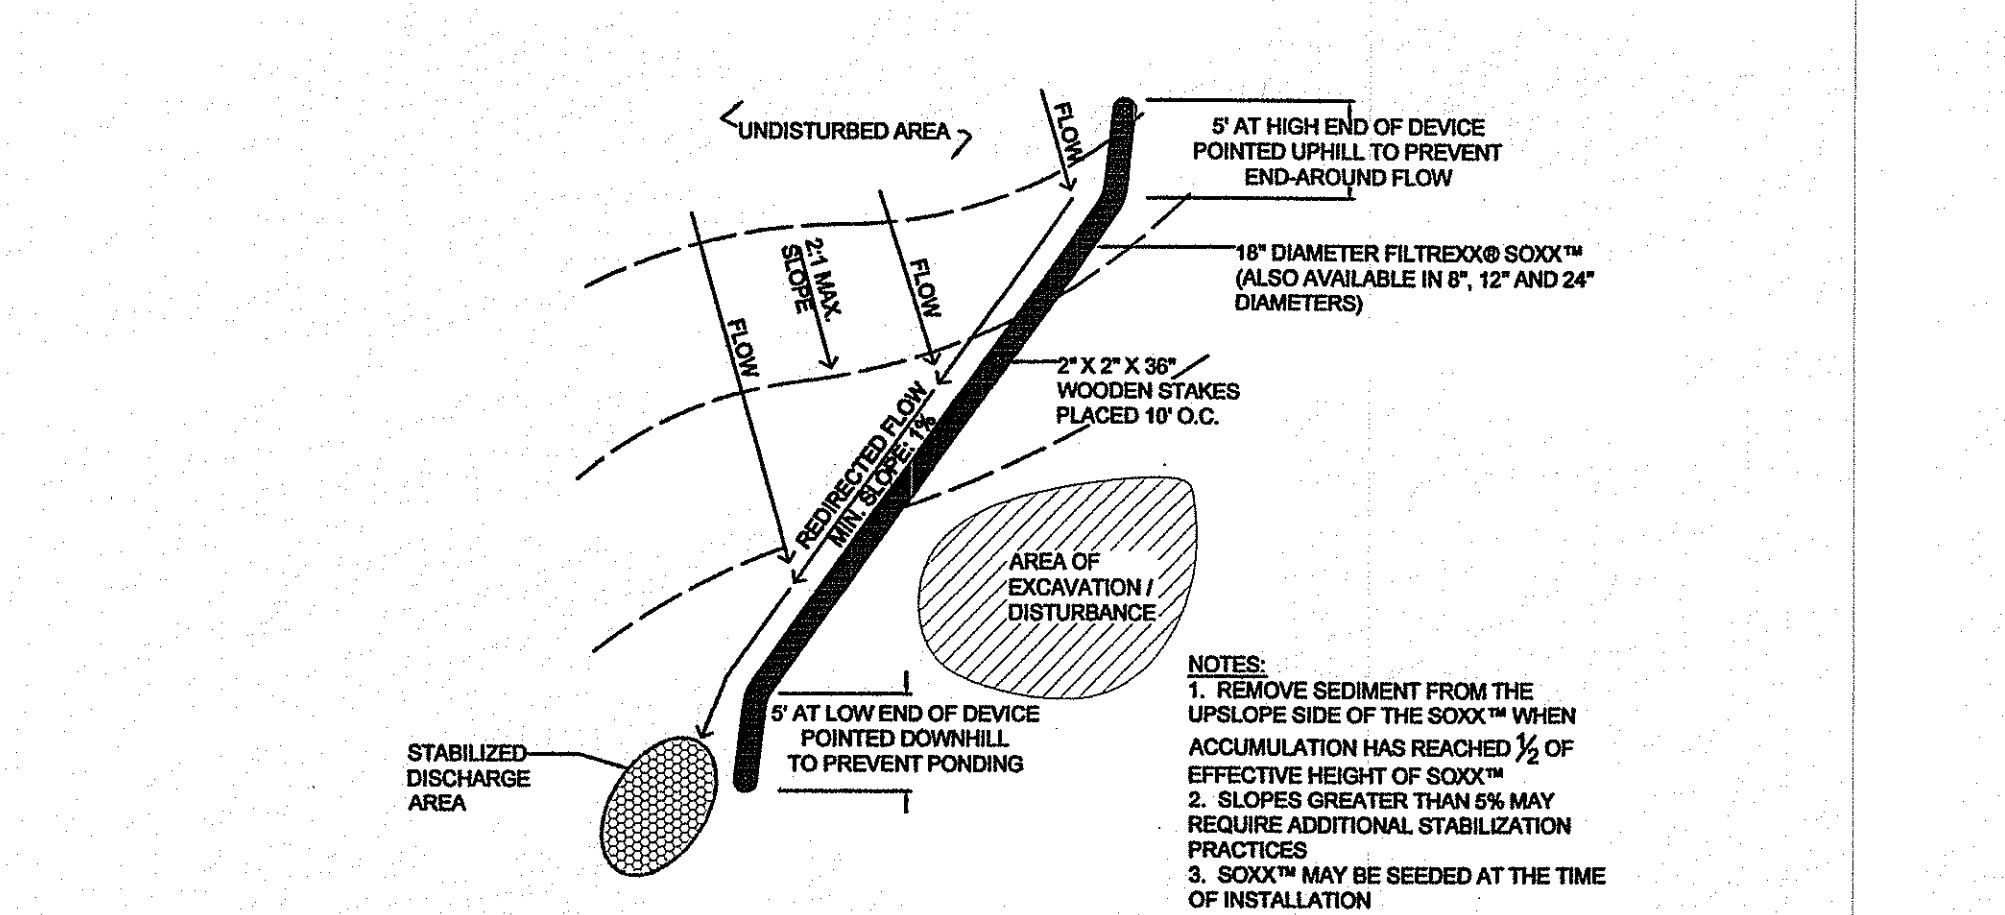 UNDISTURBED AREA
FLOW
5' AT HIGH END OF DEVICE
POINTED UPHILL TO PREVENT
END-AROUND FLOW
2:1 MAX.
SLOPE
FLOW
FLOW
18" DIAMETER FILTREXX® SOXX™
(ALSO AVAILABLE IN 8", 12" AND 24"
DIAMETERS)
2" X 2" X 36"
WOODEN STAKES
PLACED 10' O.C.
REDIRECTED FLOW
MIN. SLOPE: 1%
AREA OF
EXCAVATION /
DISTURBANCE
5' AT LOW END OF DEVICE
POINTED DOWNHILL
TO PREVENT PONDING
STABILIZED
DISCHARGE
AREA
NOTES:
1. REMOVE SEDIMENT FROM THE
UPSLOPE SIDE OF THE SOXX™ WHEN
ACCUMULATION HAS REACHED ½ OF
EFFECTIVE HEIGHT OF SOXX™
2. SLOPES GREATER THAN 5% MAY
REQUIRE ADDITIONAL STABILIZATION
PRACTICES
3. SOXX™ MAY BE SEEDED AT THE TIME
OF INSTALLATION